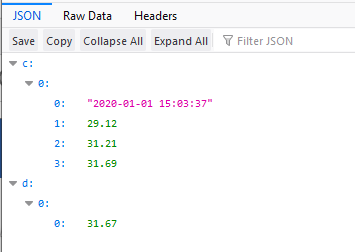 JSON Raw Data Headers
Save Copy Collapse All Expand All Filter JSON
c:
0:
0: "2020-01-01 15:03:37"
1: 29.12
2: 31.21
3: 31.69
d:
0:
0: 31.67